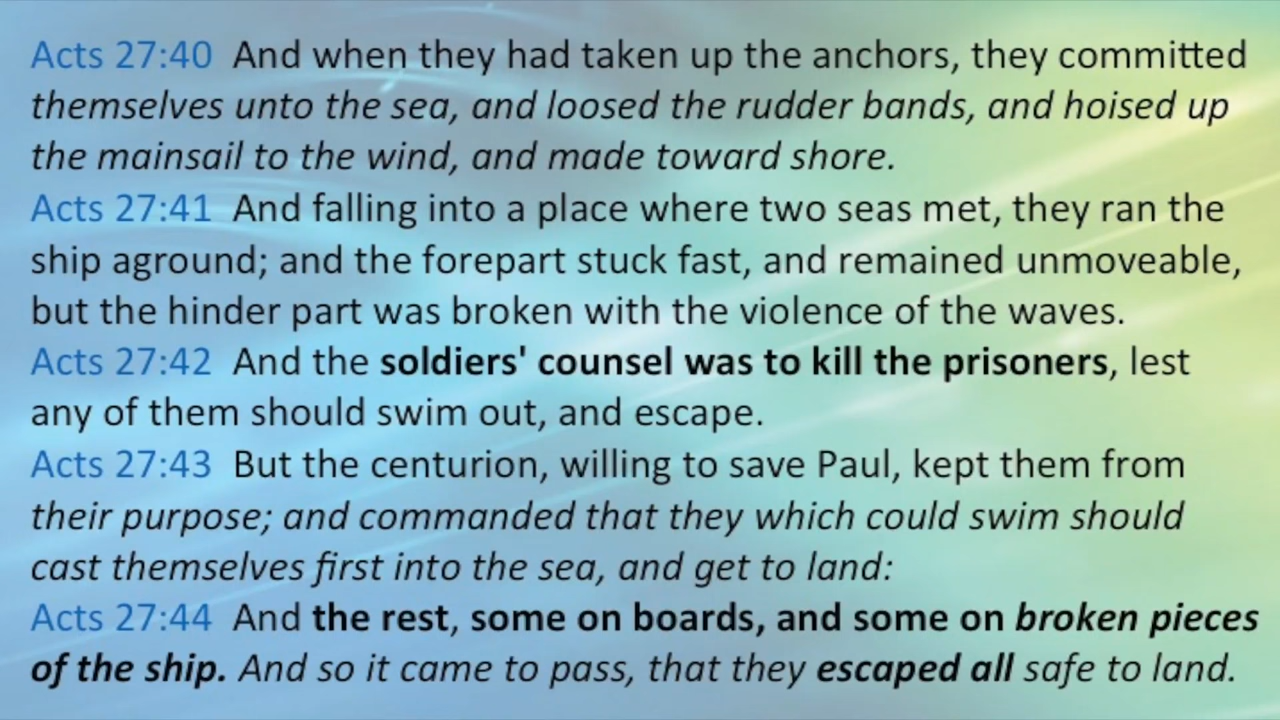 Acts 27:40 And when they had taken up the anchors, they committed
themselves unto the sea, and loosed the rudder bands, and hoised up
the mainsail to the wind, and made toward shore.
Acts 27:41 And falling into a place where two seas met, they ran the
ship aground; and the forepart stuck fast, and remained unmoveable,
but the hinder part was broken with the violence of the waves.
Acts 27:42 And the soldiers' counsel was to kill the prisoners, lest
any of them should swim out, and escape.
Acts 27:43 But the centurion, willing to save Paul, kept them from
their purpose; and commanded that they which could swim should
cast themselves first into the sea, and get to land:
Acts 27:44 And the rest, some on boards, and some on broken pieces
of the ship. And so it came to pass, that they escaped all safe to land.